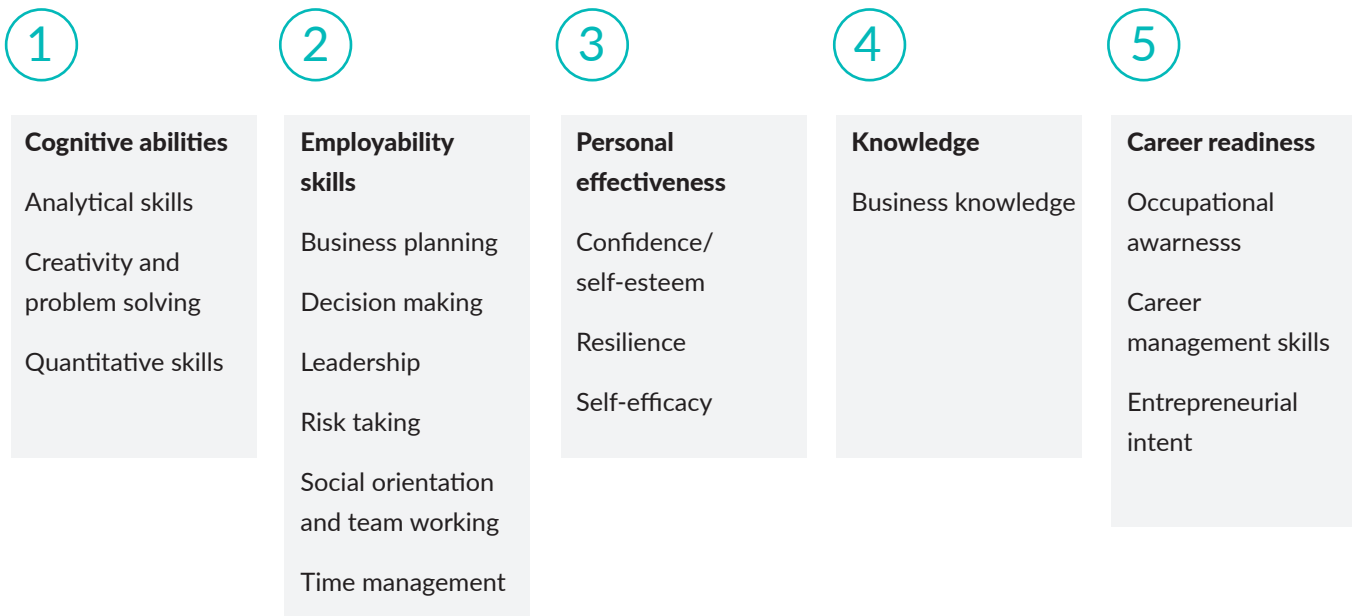 1
Cognitive abilities
Analytical skills
Creativity and
problem solving
Quantitative skills
2
Employability
skills
Business planning
Decision making
Leadership
Risk taking
Social orientation
and team working
Time management
3
Personal
effectiveness
Confidence/
self-esteem
Resilience
Self-efficacy
4
Knowledge
Business knowledge
5
Career readiness
Occupational
awarnesss
Career
management skills
Entrepreneurial
intent